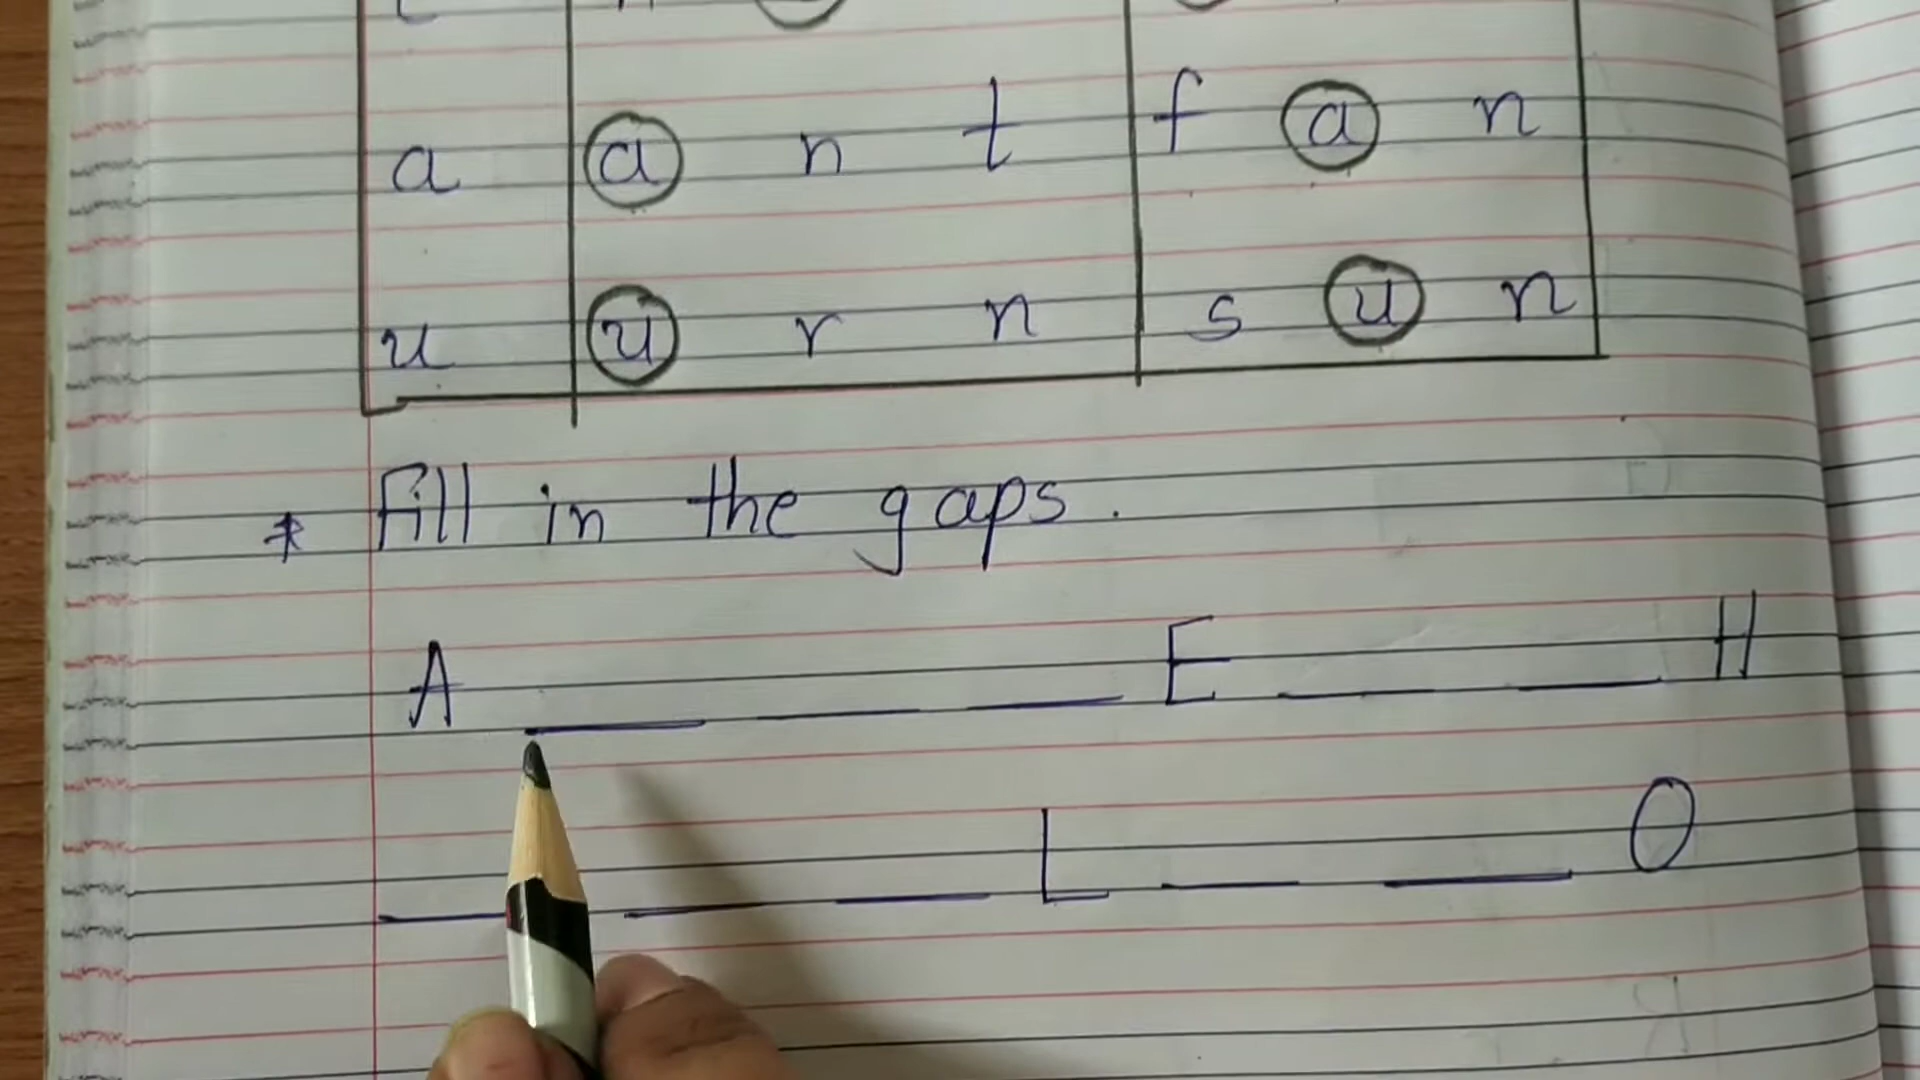 a a n t f a n
u u r n s u n
* Fill in the gaps.
A _ _ _ E _ _ H
_ _ _ L _ _ O